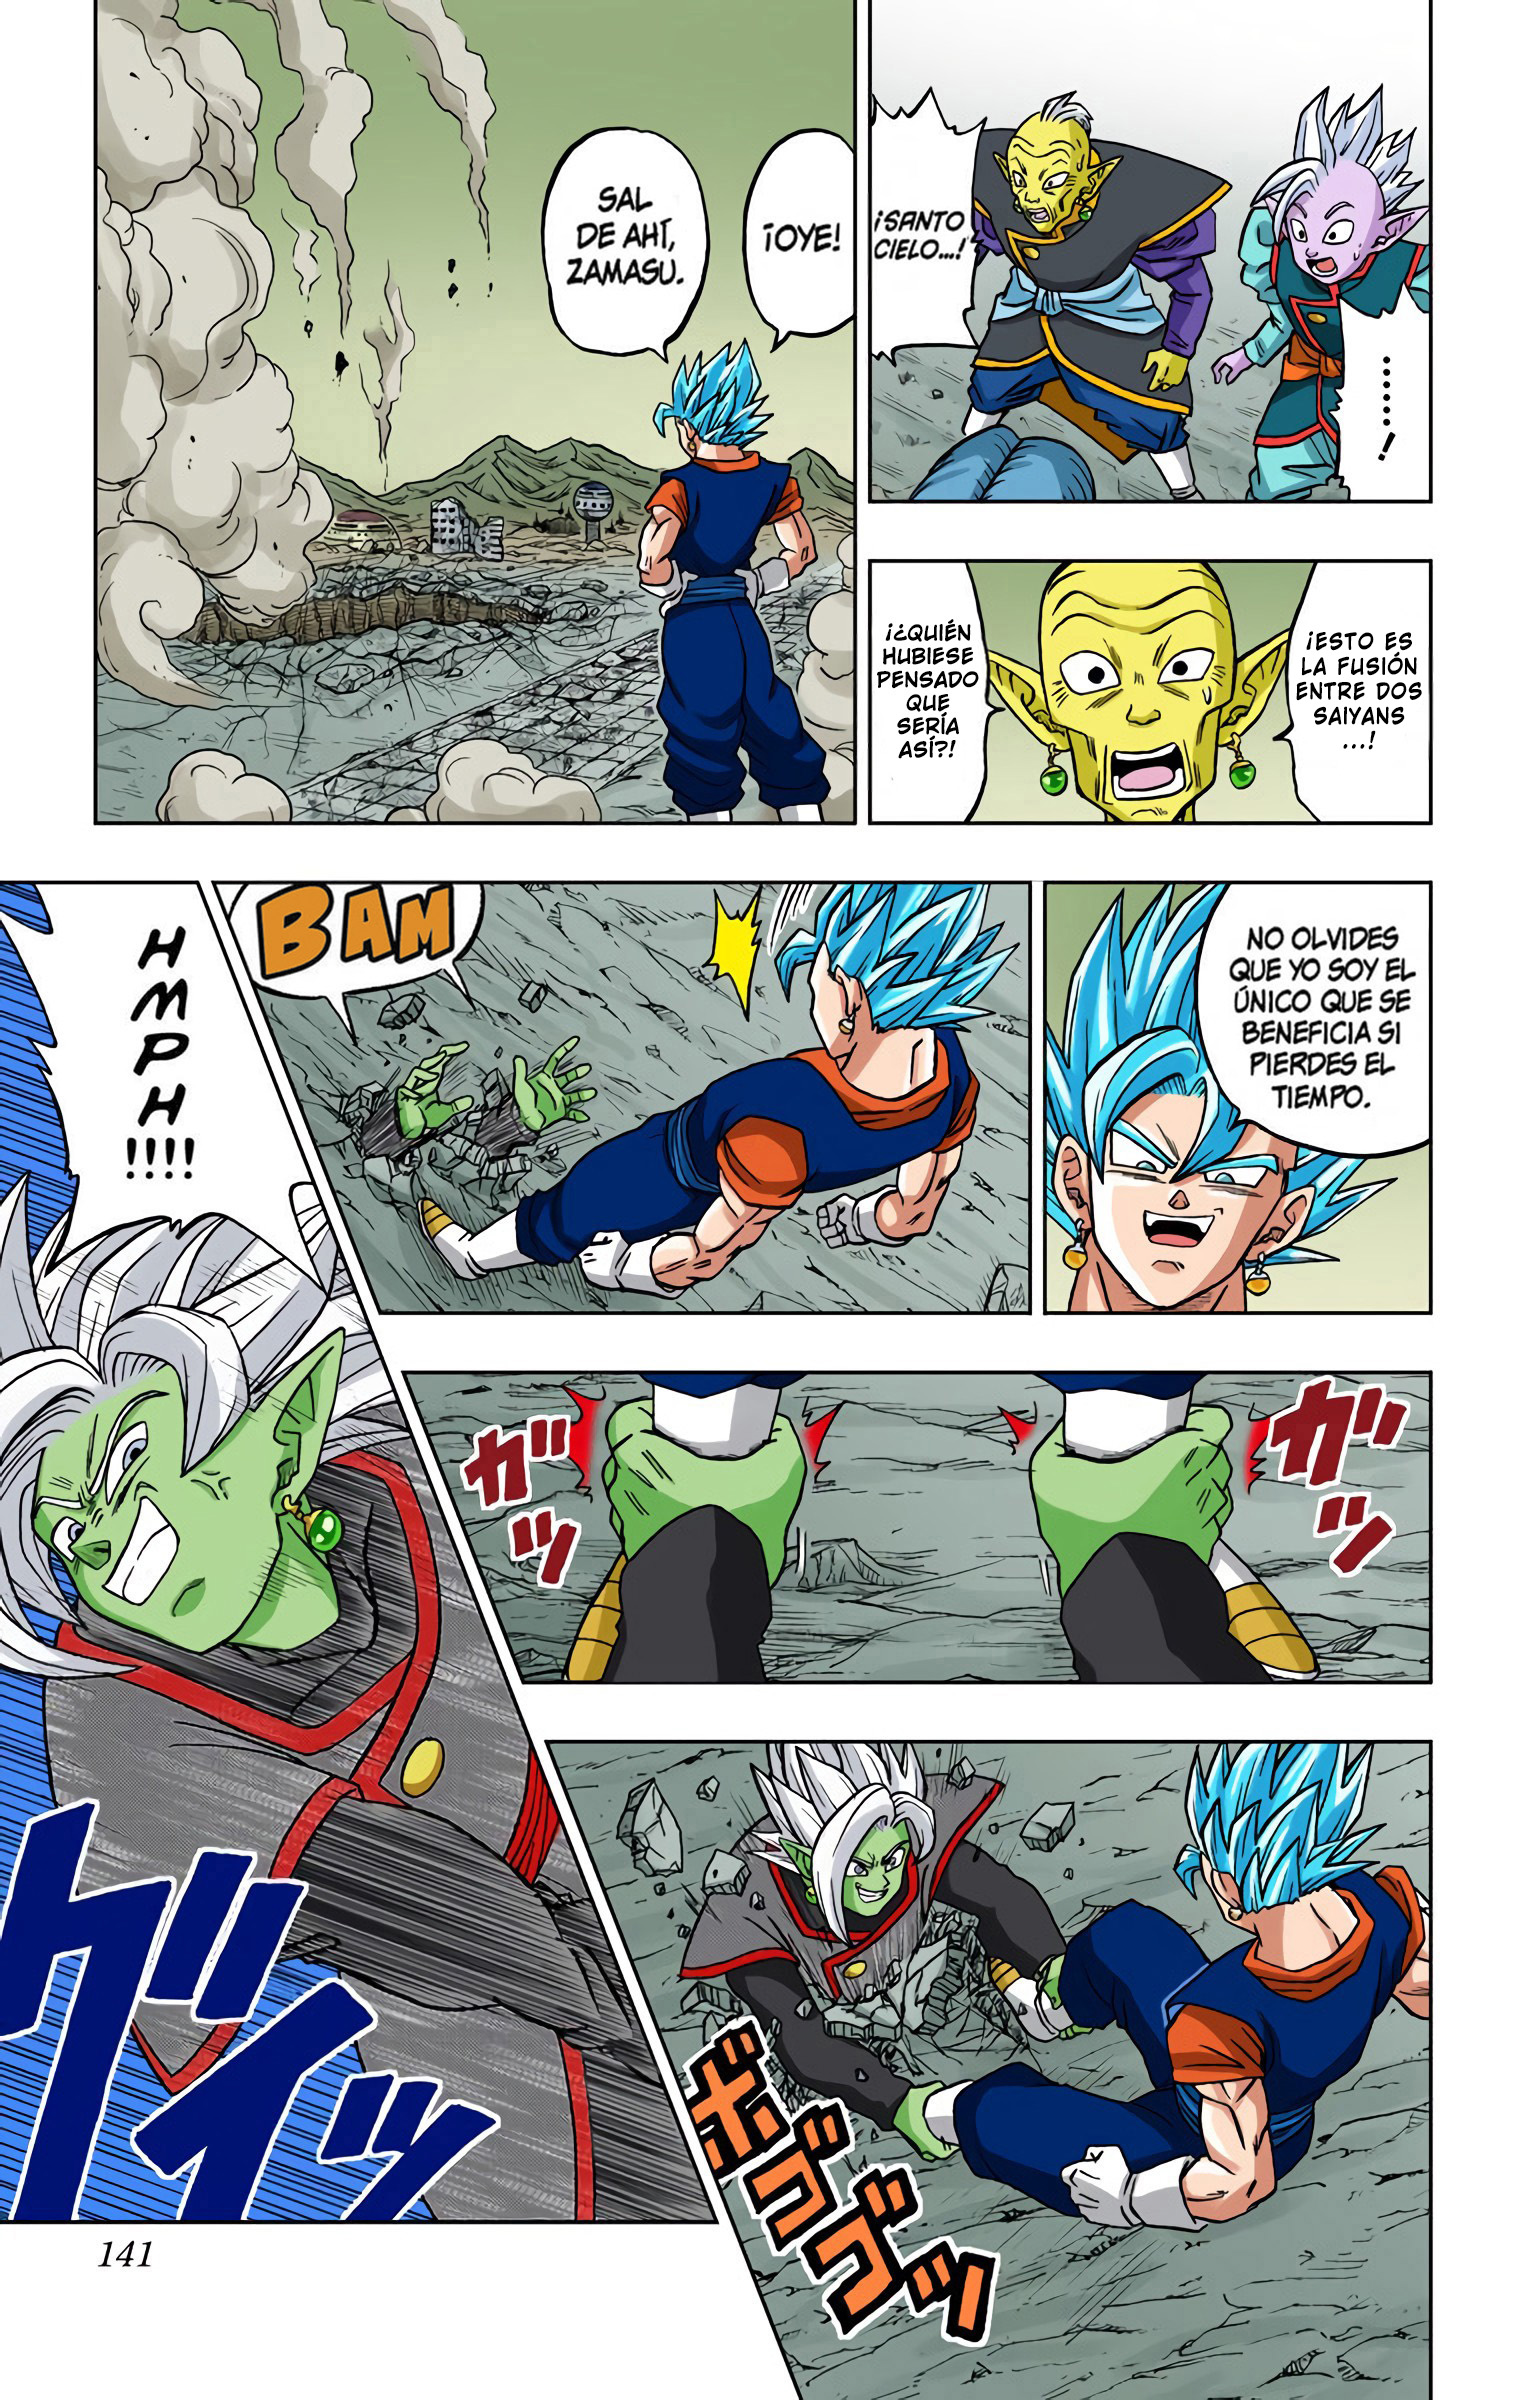 ¡SANTO
CIELO...!
......!
¡OYE!
SAL
DE AHÍ,
ZAMASU.
¡ESTO ES
LA FUSIÓN
ENTRE DOS
SAIYANS
...!
¡¿QUIÉN
HUBIESE
PENSADO
QUE
SERÍA
ASÍ?!
NO OLVIDES
QUE YO SOY EL
ÚNICO QUE SE
BENEFICIA SI
PIERDES EL
TIEMPO.
BAM
ガッ
ガッ
HMPH!!!!
グイッ
ボゴゴゴッ
141